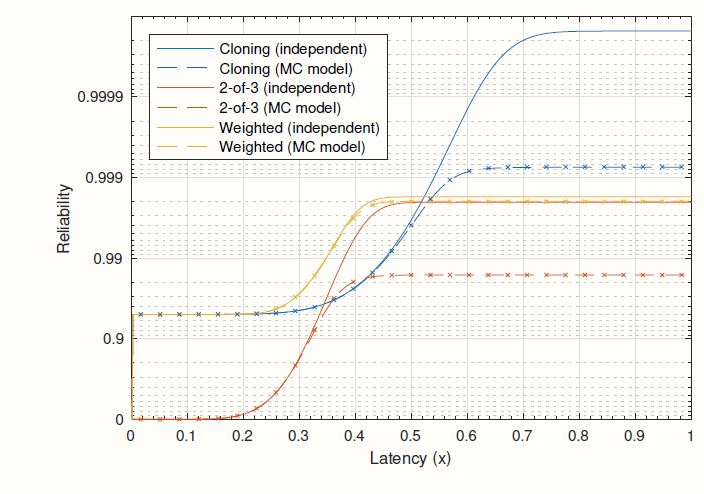 Cloning (independent)
Cloning (MC model)
2-of-3 (independent)
2-of-3 (MC model)
Weighted (independent)
Weighted (MC model)
0.9999
0.999
0.99
0.9
0
Reliability
0 0.1 0.2 0.3 0.4 0.5 0.6 0.7 0.8 0.9 1
Latency (x)